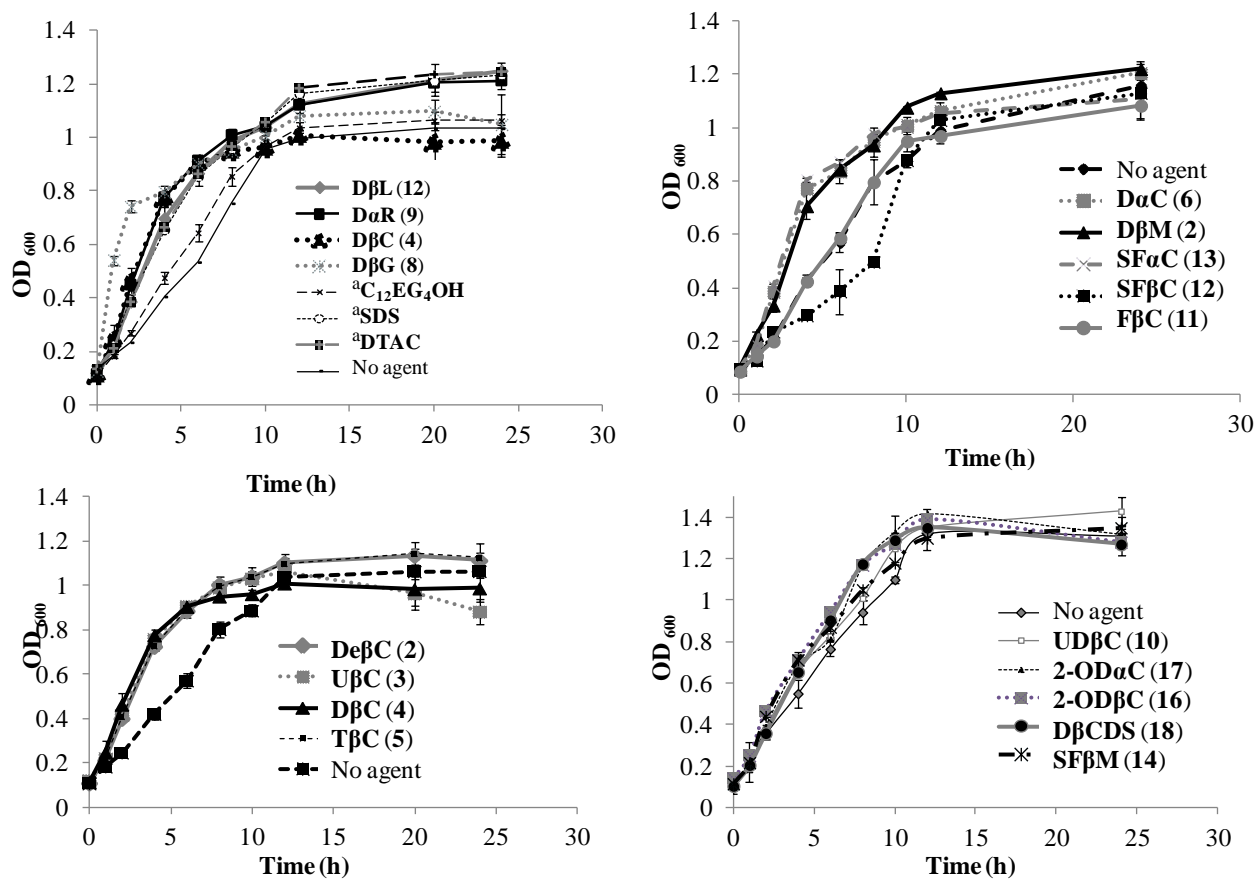 1.4
1.2
1
0.8
0.6
0.4
0.2
0
OD600
0 5 10 15 20 25 30
Time (h)
DβL (12)
DαR (9)
DβC (4)
DβG (8)
aC12EG4OH
aSDS
aDTAC
No agent
1.4
1.2
1
0.8
0.6
0.4
0.2
0
OD600
0 10 20 30
Time (h)
No agent
DαC (6)
DβM (2)
SFαC (13)
SFβC (12)
FβC (11)
1.4
1.2
1
0.8
0.6
0.4
0.2
0
OD600
0 5 10 15 20 25 30
Time (h)
DeβC (2)
UβC (3)
DβC (4)
TβC (5)
No agent
1.4
1.2
1
0.8
0.6
0.4
0.2
0
OD600
0 5 10 15 20 25 30
Time (h)
No agent
UDβC (10)
2-ODαC (17)
2-ODβC (16)
DβCDS (18)
SFβM (14)